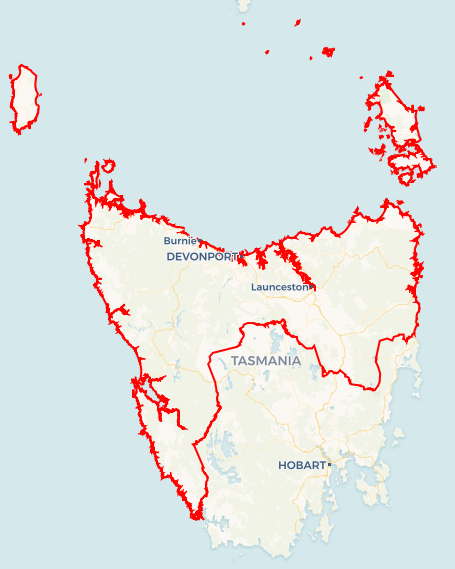 Burnie
DEVONPORT
Launceston
TASMANIA
HOBART